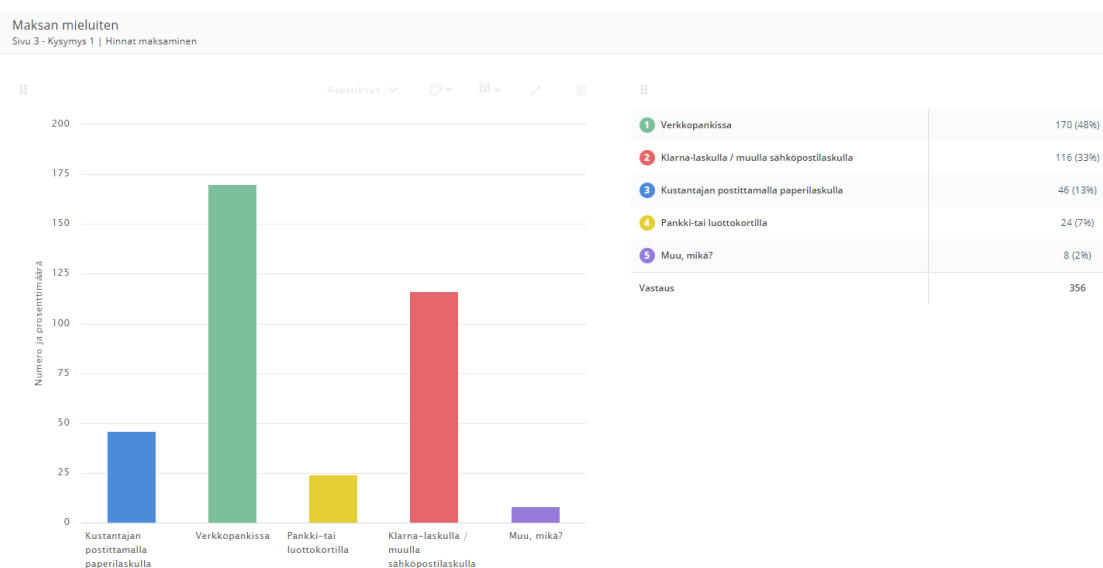 Maksan mieluiten
Sivu 3 - Kysymys 1 | Hinnat maksaminen
Asetukset
Numero ja prosenttimäärä
200
175
150
125
100
75
50
25
0
Kustantajan
postittamalla
paperilaskulla
Verkkopankissa
Pankki-tai
luottokortilla
Klarna-laskulla /
muulla
sähköpostilaskulla
Muu, mikä?
1 Verkkopankissa 170 (48%)
2 Klarna-laskulla / muulla sähköpostilaskulla 116 (33%)
3 Kustantajan postittamalla paperilaskulla 46 (13%)
4 Pankki-tai luottokortilla 24 (7%)
5 Muu, mikä? 8 (2%)
Vastaus 356